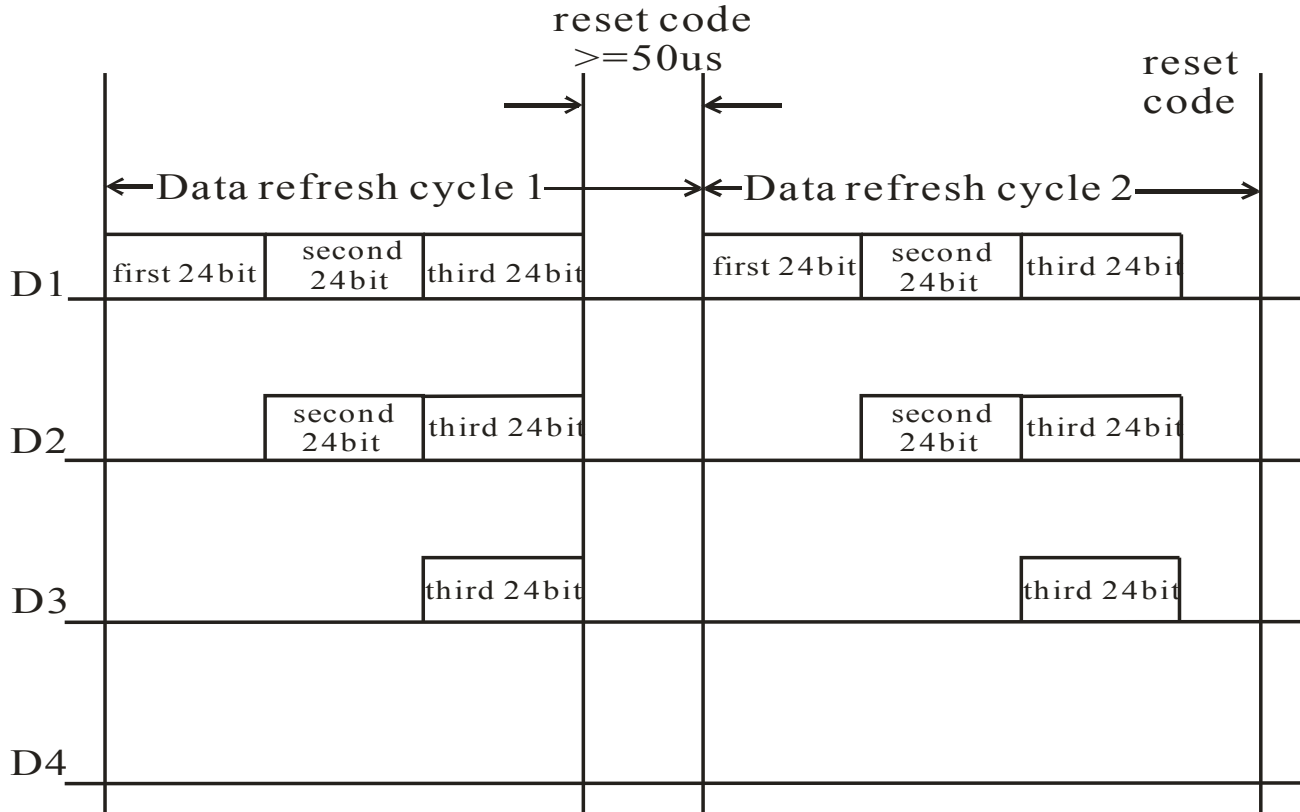 reset code
>=50us
reset
code
Data refresh cycle 1
Data refresh cycle 2
D1
first 24bit
second
24bit
third 24bit
first 24bit
second
24bit
third 24bit
D2
second
24bit
third 24bit
second
24bit
third 24bit
D3
third 24bit
third 24bit
D4